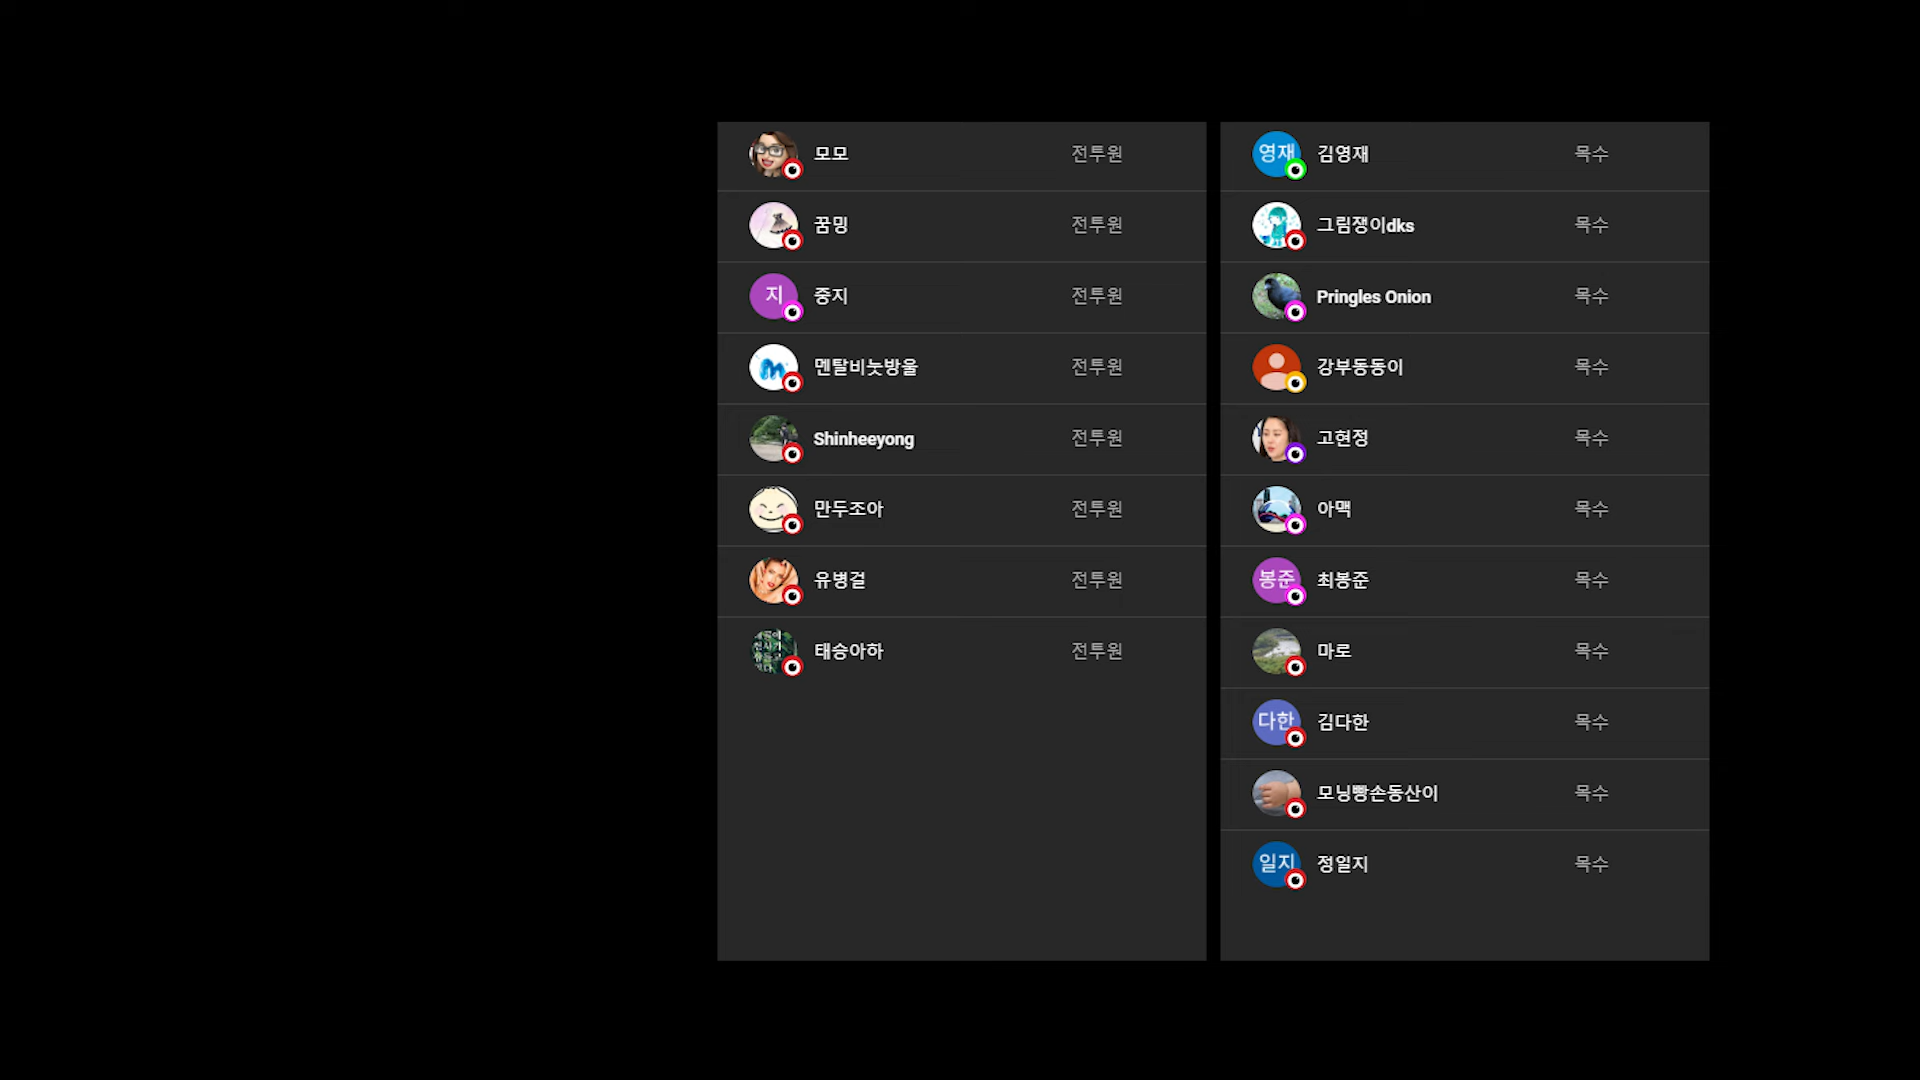 모모 전투원
꿈밍 전투원
지 중지 전투원
멘탈비눗방울 전투원
Shinheeyong 전투원
만두조아 전투원
유병걸 전투원
태승아하 전투원
영재 김영재 목수
그림쟁이dks 목수
Pringles Onion 목수
강부동동이 목수
고현정 목수
아맥 목수
봉준 최봉준 목수
마로 목수
다한 김다한 목수
모닝빵손동산이 목수
일지 정일지 목수